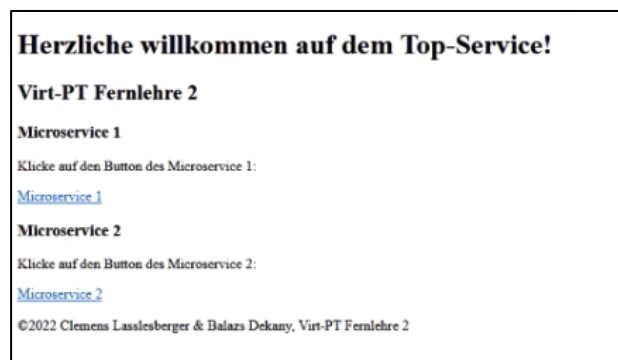 Herzliche willkommen auf dem Top-Service!
Virt-PT Fernlehre 2
Microservice 1
Klicke auf den Button des Microservice 1:
Microservice 1
Microservice 2
Klicke auf den Button des Microservice 2:
Microservice 2
©2022 Clemens Lasslesberger & Balazs Dekany, Virt-PT Fernlehre 2